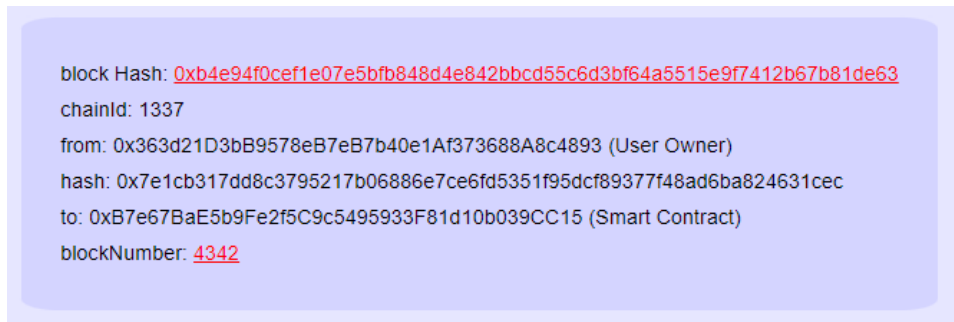 block Hash: 0xb4e94f0cef1e07e5bfb848d4e842bbcd55c6d3bf64a5515e9f7412b67b81de63
chainId: 1337
from: 0x363d21D3bB9578eB7eB7b40e1Af373688A8c4893 (User Owner)
hash: 0x7e1cb317dd8c3795217b06886e7ce6fd5351f95dcf89377f48ad6ba824631cec
to: 0xB7e67BaE5b9Fe2f5C9c5495933F81d10b039CC15 (Smart Contract)
blockNumber: 4342